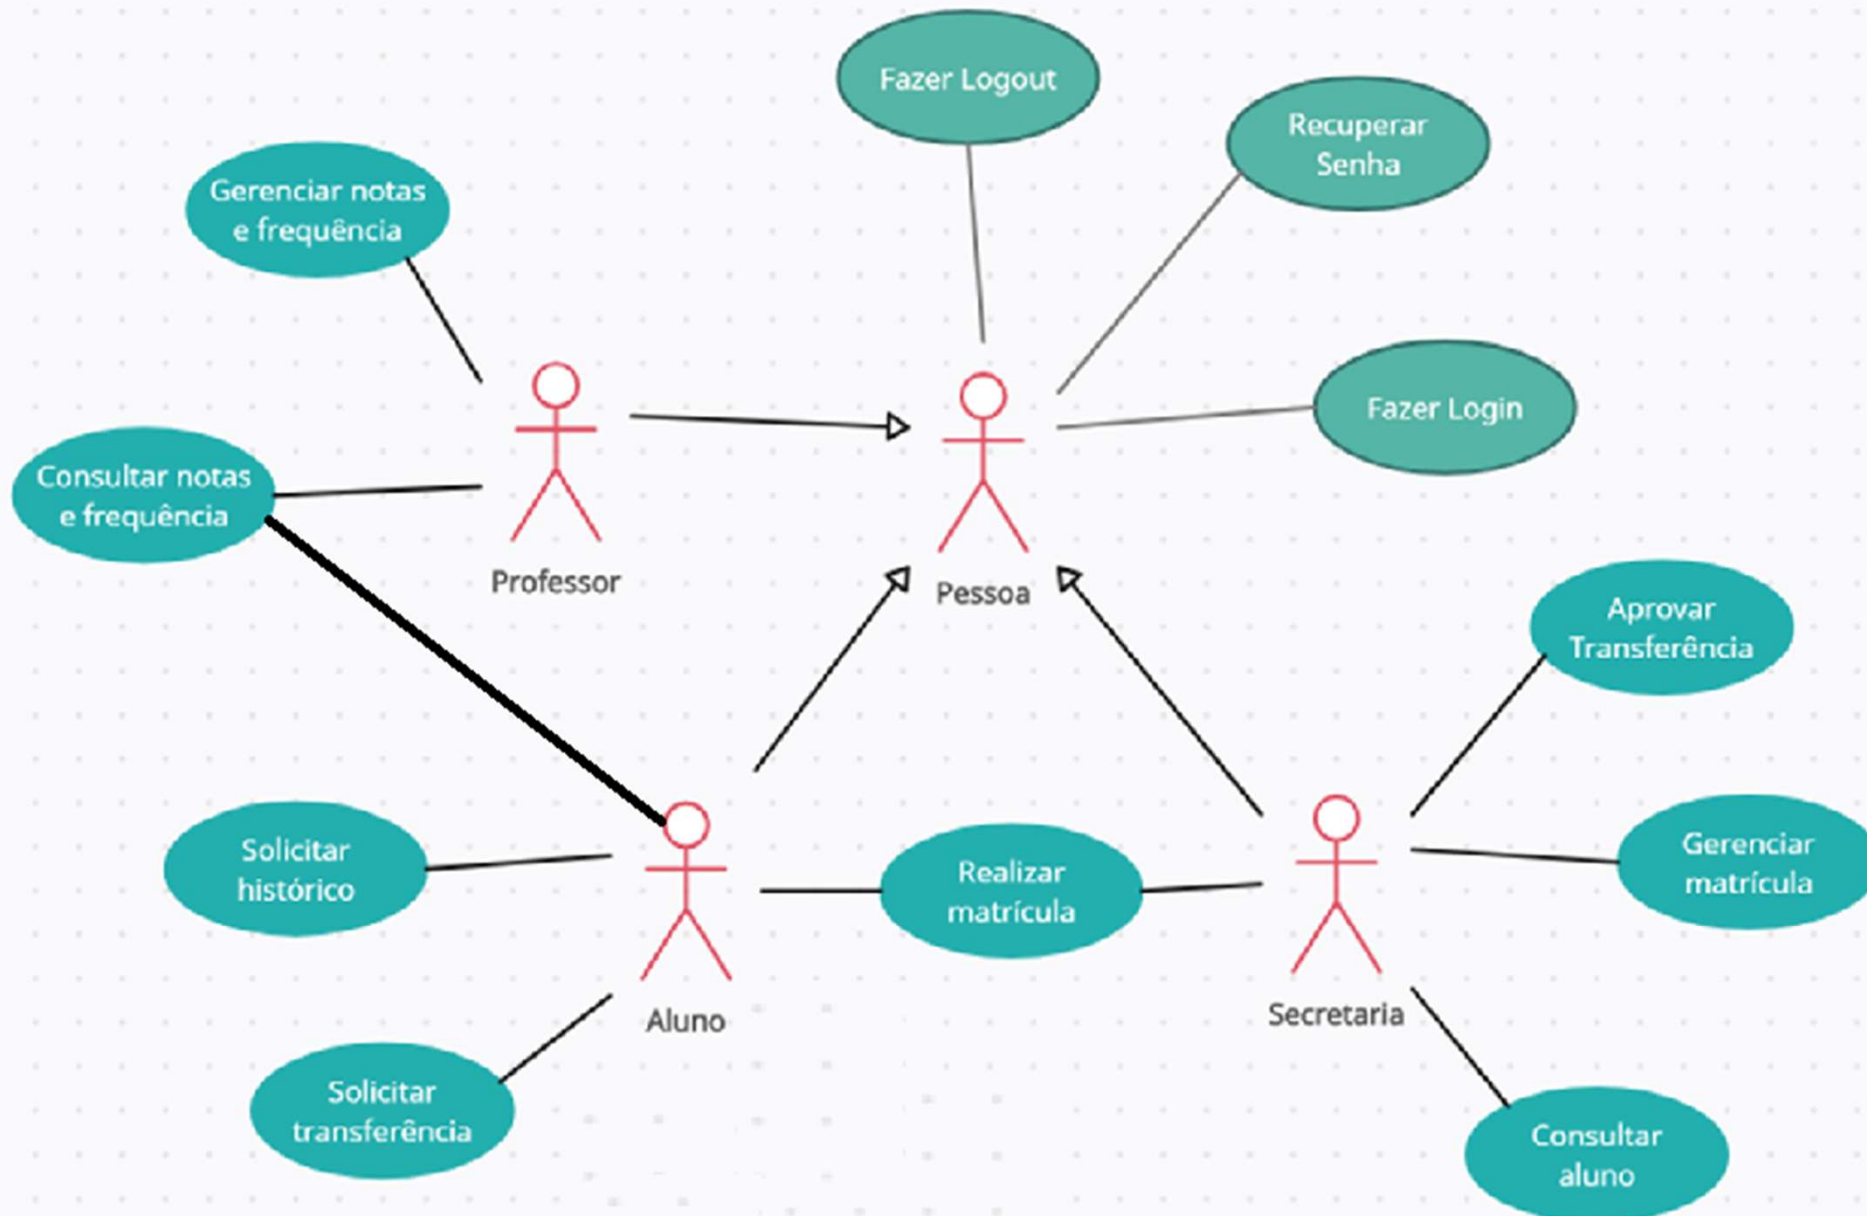 Fazer Logout
Recuperar
Senha
Gerenciar notas
e frequência
Fazer Login
Consultar notas
e frequência
Professor
Pessoa
Aprovar
Transferência
Solicitar
histórico
Realizar
matrícula
Gerenciar
matrícula
Aluno
Secretaria
Solicitar
transferência
Consultar
aluno